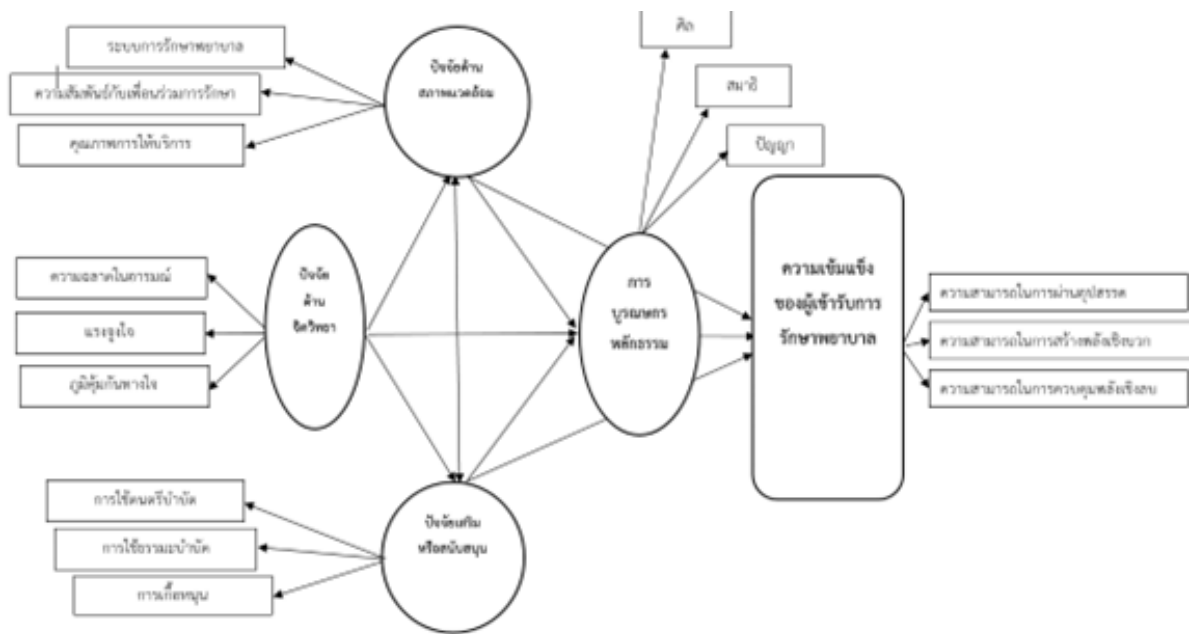 ศีล
สมาธิ
ปัญญา
ระบบการรักษาพยาบาล
ความสัมพันธ์กับเพื่อนร่วมการรักษา
คุณภาพการให้บริการ
ปัจจัยด้าน
สภาพแวดล้อม
ความฉลาดในอารมณ์
แรงจูงใจ
ภูมิคุ้มกันทางใจ
ปัจจัย
ด้าน
จิตวิทยา
การ
หลักธรรม
ความเข้มแข็ง
ของผู้เข้ารับการ
รักษาพยาบาล
ความสามารถในการผ่านอุปสรรค
ความสามารถในการสร้างพลังเชิงบวก
ความสามารถในการควบคุมพลังเชิงลบ
การใช้ดนตรีบำบัด
การใช้ธรรมะบำบัด
การเกื้อหนุน
ปัจจัยเสริม
หรือสนับสนุน